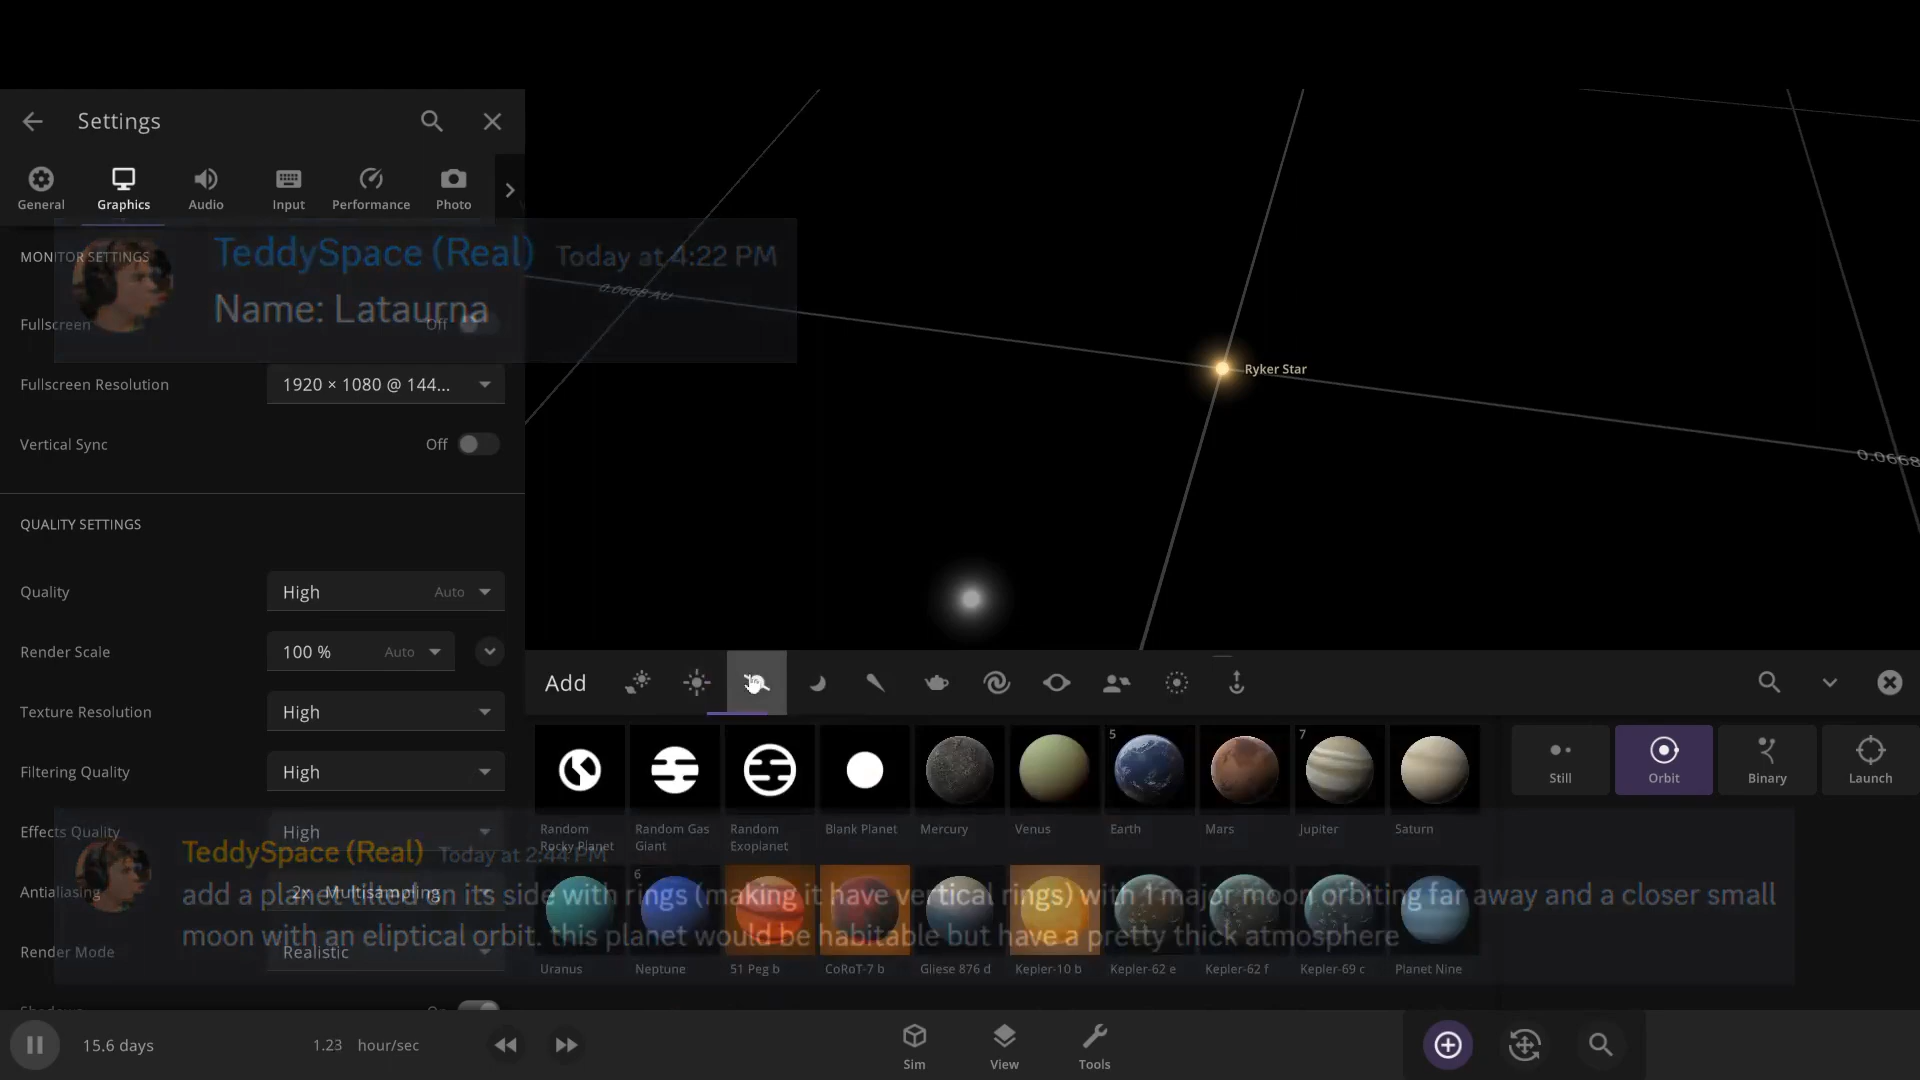 Settings
General
Graphics
Audio
Input
Performance
Photo
MONITOR SETTINGS
TeddySpace (Real) Today at 4:22 PM
Name: Lataurna
Fullscreen Off
Fullscreen Resolution 1920 × 1080 @ 144...
Vertical Sync Off
QUALITY SETTINGS
Quality High Auto
Render Scale 100 % Auto
Texture Resolution High
Filtering Quality High
Effects Quality High
Antialiasing 2x Multisampling
Render Mode Realistic
Shadows On
0.0668 AU
Ryker Star
0.0668
Add
Random Rocky Planet
Random Gas Giant
Random Exoplanet
Blank Planet
Mercury
Venus
5
Earth
Mars
7
Jupiter
Saturn
Still
Orbit
Binary
Launch
TeddySpace (Real) Today at 2:44 PM
add a planet tilted on its side with rings (making it have vertical rings) with 1 major moon orbiting far away and a closer small
moon with an eliptical orbit. this planet would be habitable but have a pretty thick atmosphere
Uranus
6
Neptune
51 Peg b
CoRoT-7 b
Gliese 876 d
Kepler-10 b
Kepler-62 e
Kepler-62 f
Kepler-69 c
Planet Nine
15.6 days
1.23 hour/sec
Sim
View
Tools